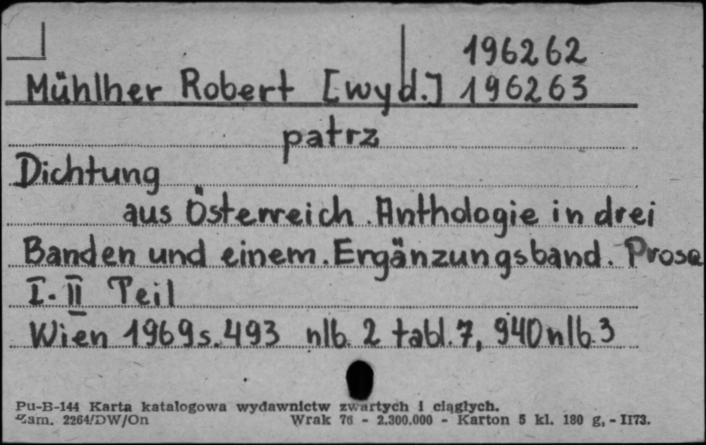 196262
Mühlher Robert [wyd.] 196263
patrz
Dichtung
aus Österreich. Anthologie in drei
Banden und einem. Ergänzungsband. Prosa
I-II Teil
Wien 1969 s. 493 nlb. 2 tabl. 7, 940 nlb. 3
Pu-B-144 Karta katalogowa wydawnictw zwartych i ciągłych.
Zam. 2264/DW/On Wrak 76 - 2.300.000 - Karton 5 kl. 180 g, - II73.